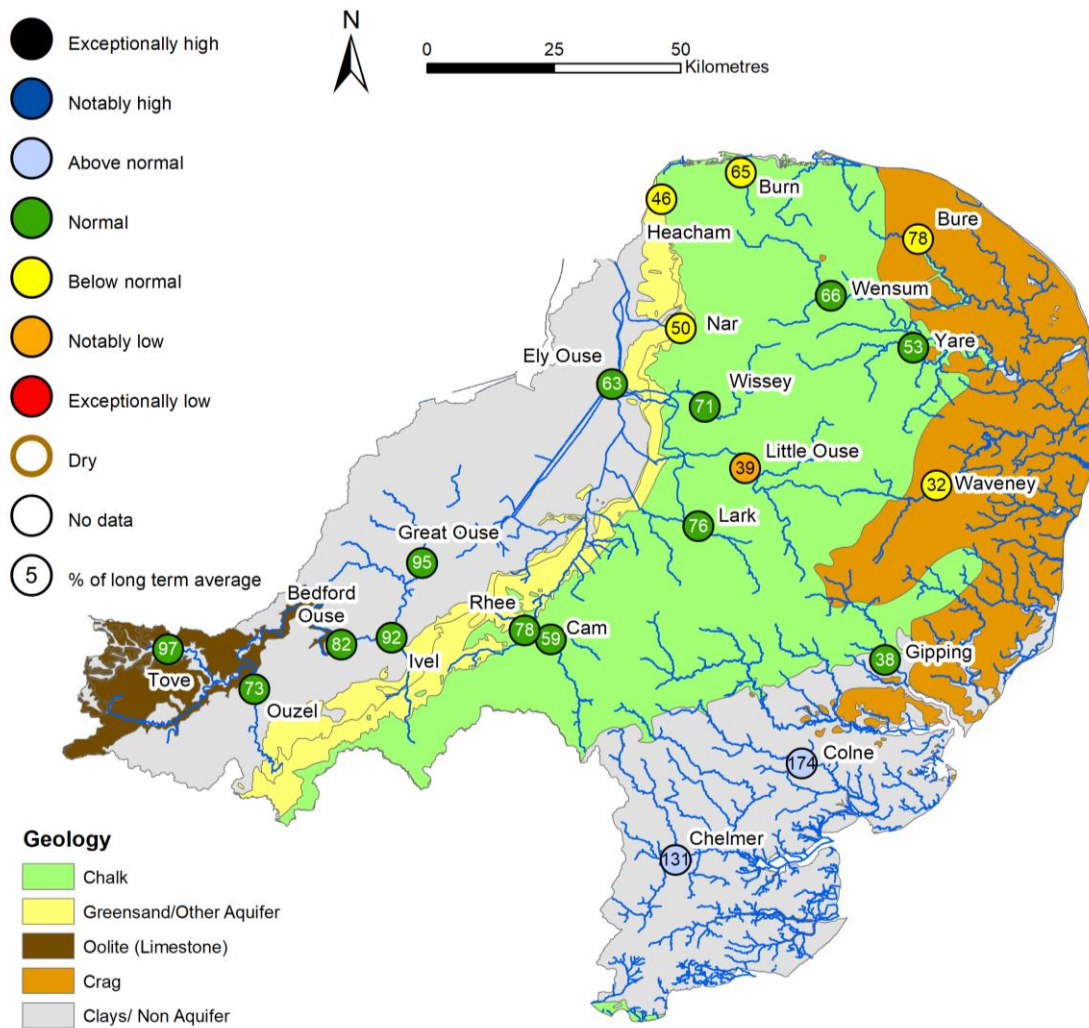 Exceptionally high
Notably high
Above normal
Normal
Below normal
Notably low
Exceptionally low
Dry
No data
5 % of long term average
N
0 25 50
Kilometres
65
Burn
46
Heacham
Bure
78
66 Wensum
50 Nar
Yare
53
Ely Ouse
63
Wissey
71
Little Ouse
39
32 Waveney
Lark
76
Great Ouse
95
Bedford
Ouse
82
92
Ivel
Rhee
78
59 Cam
Gipping
38
97
Tove
73
Ouzel
Colne
174
Chelmer
131
Geology
Chalk
Greensand/Other Aquifer
Oolite (Limestone)
Crag
Clays/ Non Aquifer